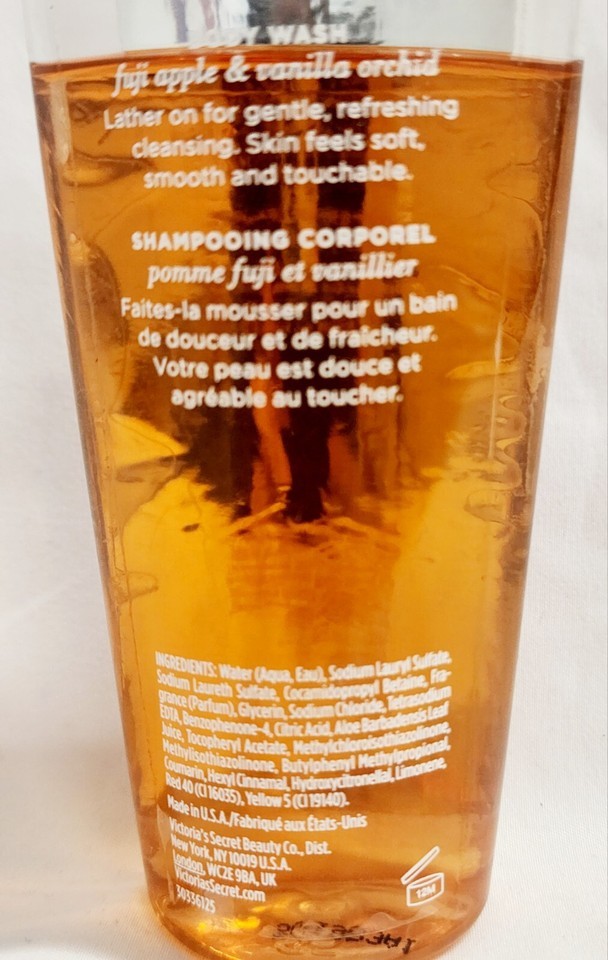 BODY WASH
fuji apple & vanilla orchid
Lather on for gentle, refreshing
cleansing. Skin feels soft,
smooth and touchable.
SHAMPOOING CORPOREL
pomme fuji et vanillier
Faites-la mousser pour un bain
de douceur et de fraîcheur.
Votre peau est douce et
agréable au toucher.
INGREDIENTS: Water (Aqua, Eau), Sodium Lauryl Sulfate,
Sodium Laureth Sulfate, Cocamidopropyl Betaine, Fra-
grance (Parfum), Glycerin, Sodium Chloride, Tetrasodium
EDTA, Benzophenone-4, Citric Acid, Aloe Barbadensis Leaf
Juice, Tocopheryl Acetate, Methylchloroisothiazolinone,
Methylisothiazolinone, Butylphenyl Methylpropional,
Coumarin, Hexyl Cinnamal, Hydroxycitronellal, Limonene,
Red 40 (CI 16035), Yellow 5 (CI 19140).
Made in U.S.A./Fabriqué aux États-Unis
Victoria's Secret Beauty Co., Dist.
New York, NY 10019 U.S.A.
London, WC2E 9BA, UK
VictoriasSecret.com
30336125
12M